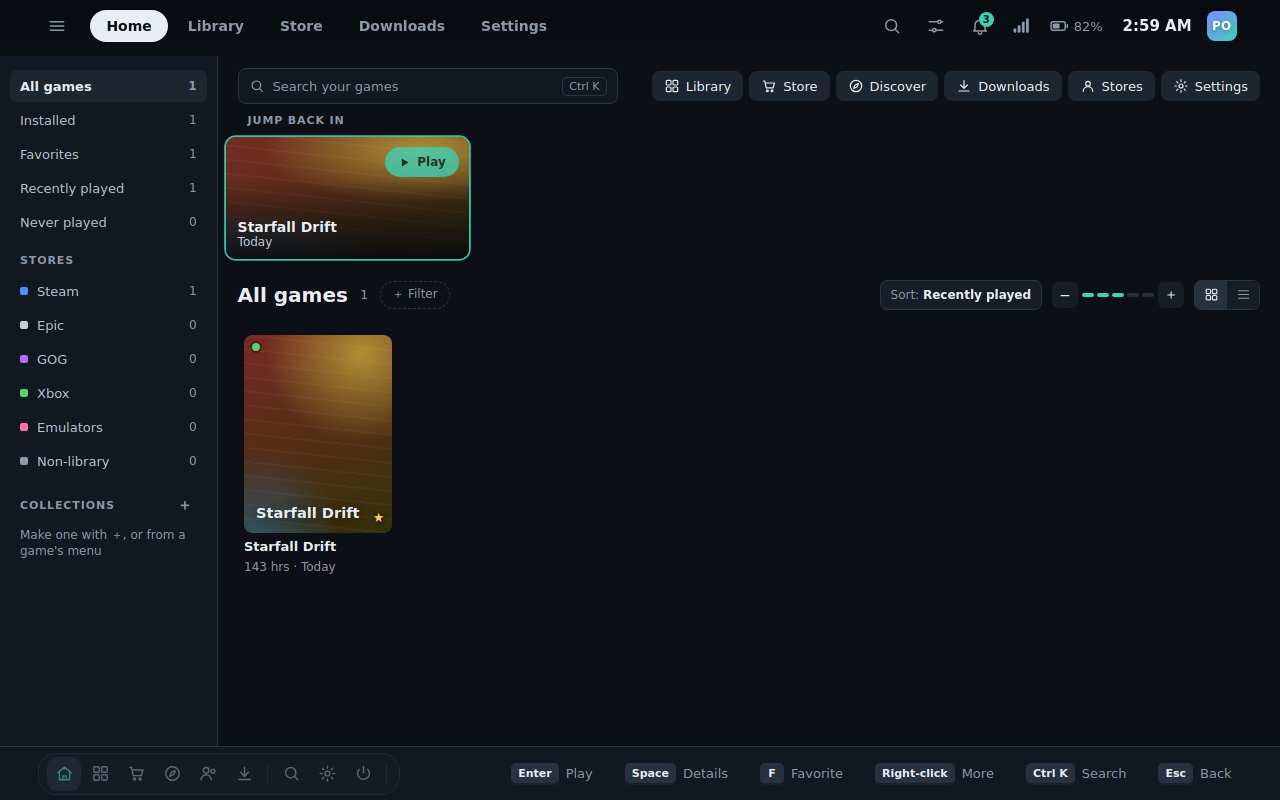 Home
Library
Store
Downloads
Settings
3
82%
2:59 AM
PO
All games 1
Installed 1
Favorites 1
Recently played 1
Never played 0
STORES
Steam 1
Epic 0
GOG 0
Xbox 0
Emulators 0
Non-library 0
COLLECTIONS +
Make one with +, or from a
game's menu
Search your games
Ctrl K
Library
Store
Discover
Downloads
Stores
Settings
JUMP BACK IN
Play
Starfall Drift
Today
All games 1
+ Filter
Sort: Recently played
− +
Starfall Drift
★
Starfall Drift
143 hrs · Today
Enter Play
Space Details
F Favorite
Right-click More
Ctrl K Search
Esc Back